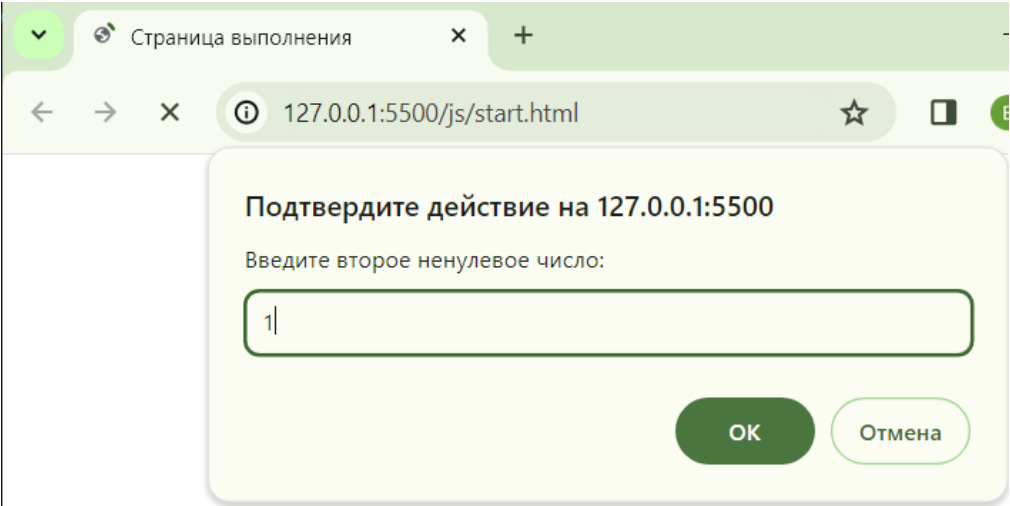 Страница выполнения
127.0.0.1:5500/js/start.html
Подтвердите действие на 127.0.0.1:5500
Введите второе ненулевое число:
1
ОК
Отмена